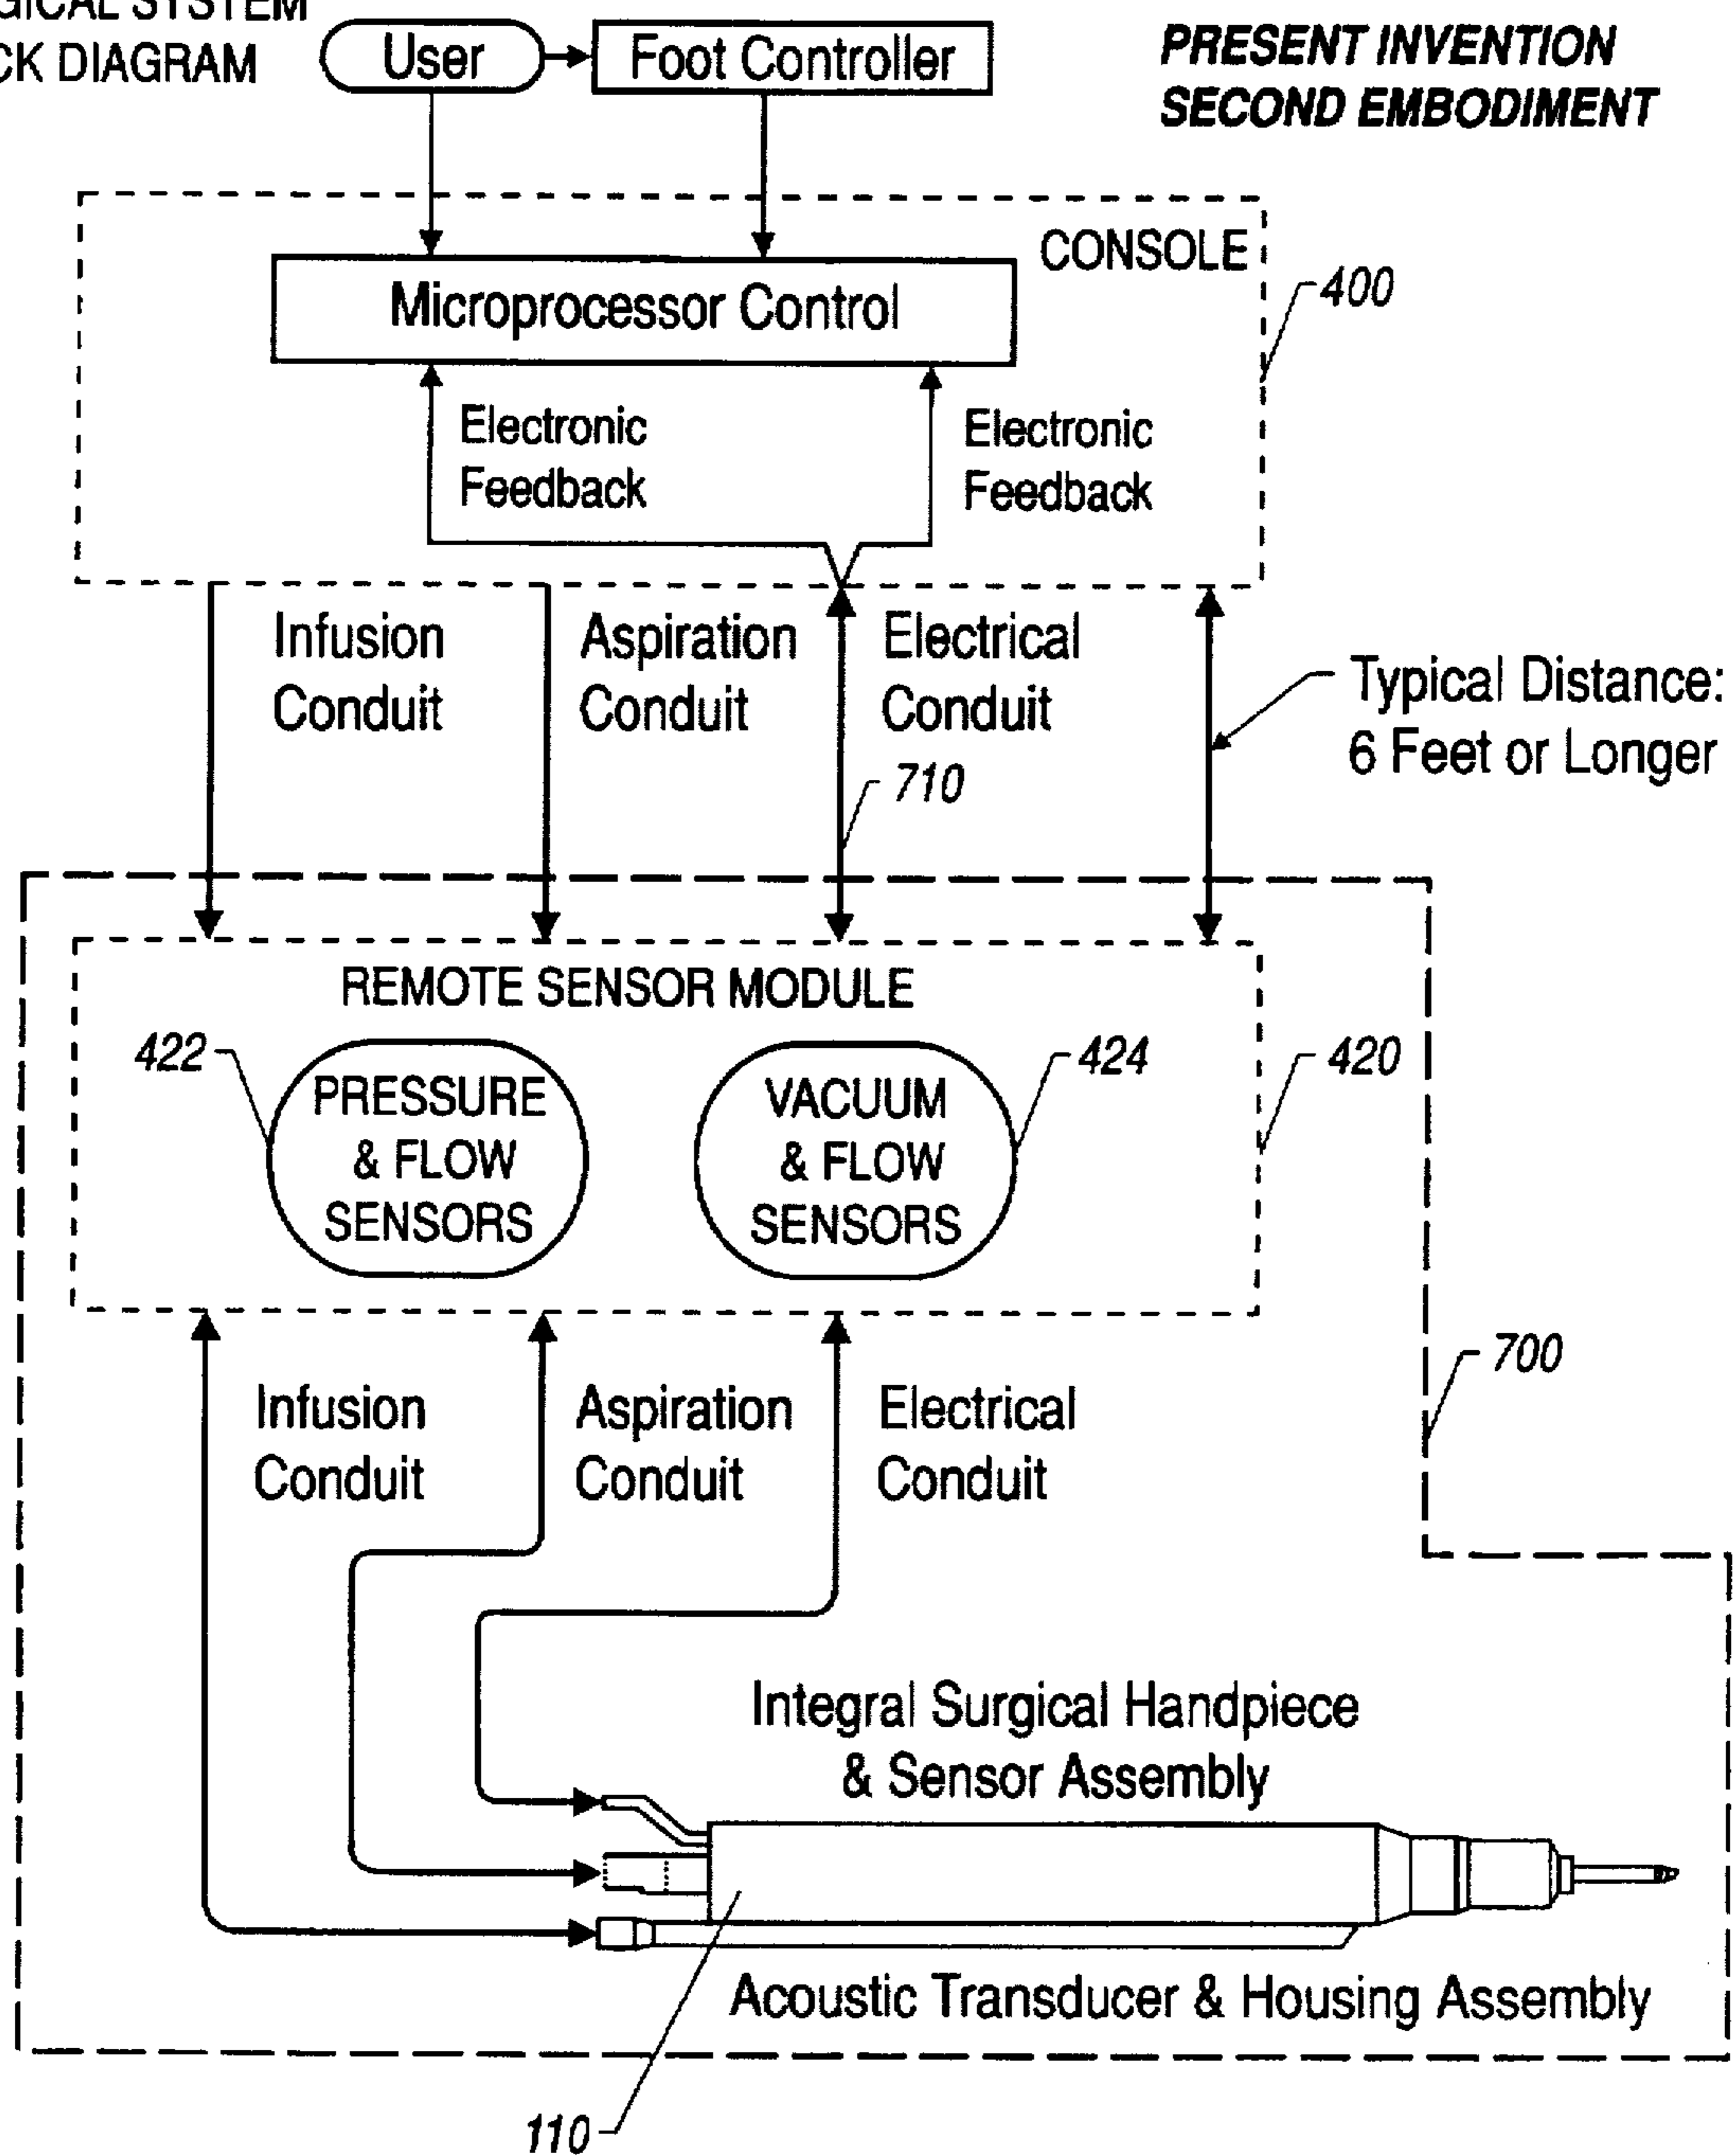 SYSTEM
DIAGRAM
User
Foot Controller
PRESENT INVENTION
SECOND EMBODIMENT
CONSOLE
400
Microprocessor Control
Electronic
Feedback
Electronic
Feedback
Infusion
Conduit
Aspiration
Conduit
Electrical
Conduit
Typical Distance:
6 Feet or Longer
710
REMOTE SENSOR MODULE
422
PRESSURE
& FLOW
SENSORS
VACUUM
& FLOW
SENSORS
424
420
700
Infusion
Conduit
Aspiration
Conduit
Electrical
Conduit
Integral Surgical Handpiece
& Sensor Assembly
Acoustic Transducer & Housing Assembly
110